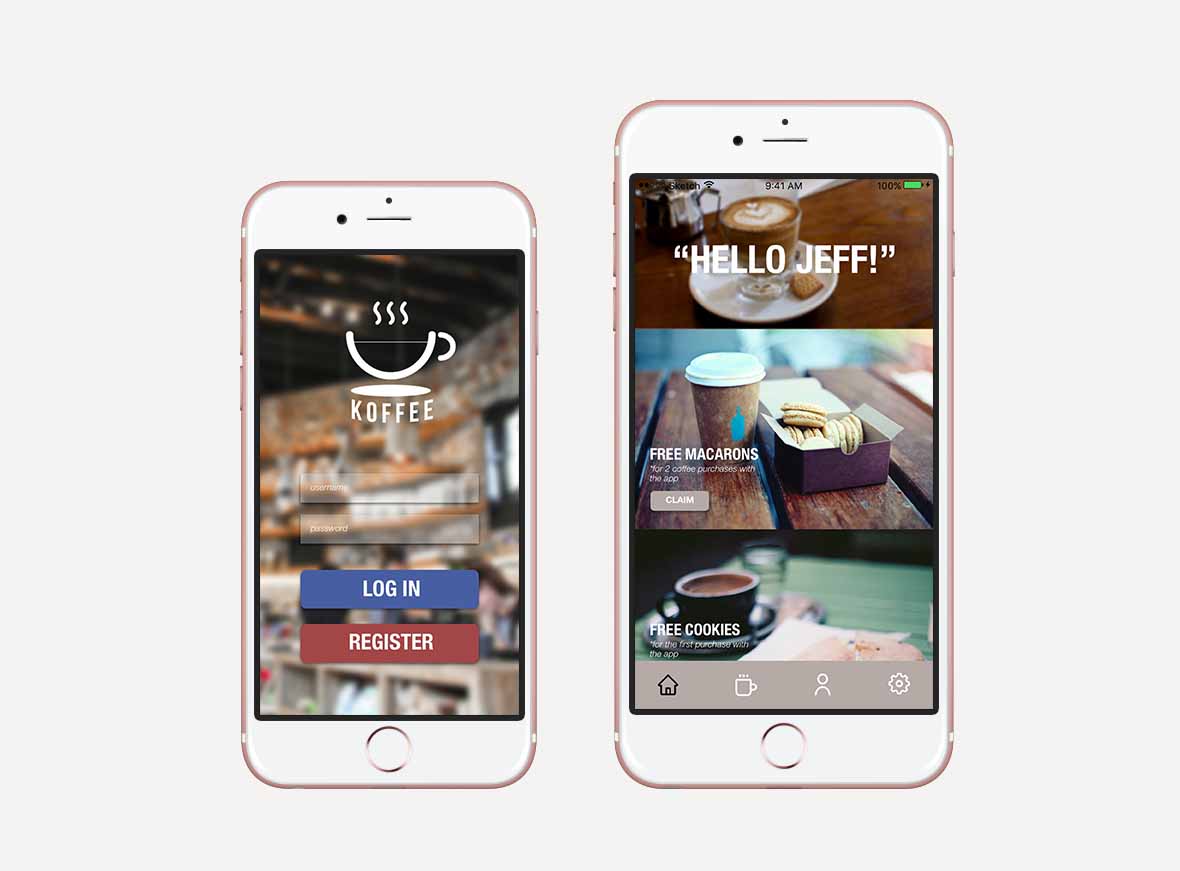 KOFFEE
username
password
LOG IN
REGISTER
Sketch 9:41 AM 100%
“HELLO JEFF!”
FREE MACARONS
*for 2 coffee purchases with
the app
CLAIM
FREE COOKIES
*for the first purchase with
the app